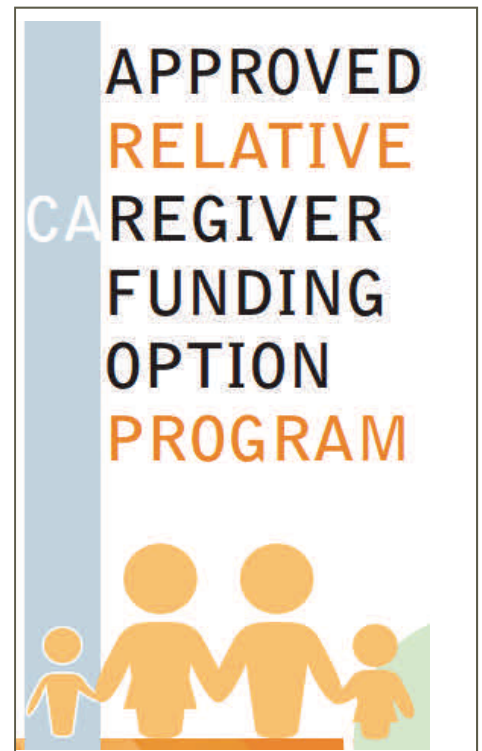 APPROVED
RELATIVE
CAREGIVER
FUNDING
OPTION
PROGRAM